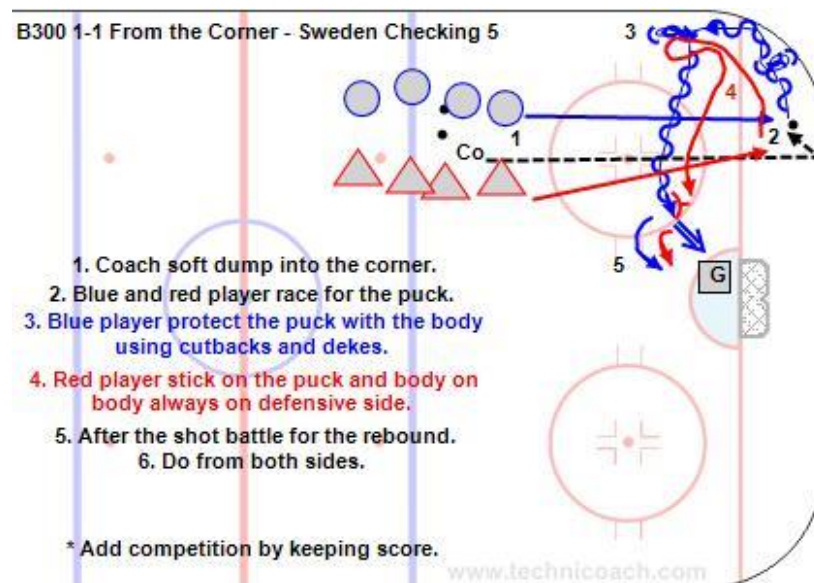 B300 1-1 From the Corner - Sweden Checking 5
3
4
1
2
Co
1. Coach soft dump into the corner.
5
G
2. Blue and red player race for the puck.
3. Blue player protect the puck with the body
using cutbacks and dekes.
4. Red player stick on the puck and body on
body always on defensive side.
5. After the shot battle for the rebound.
6. Do from both sides.
* Add competition by keeping score.
www.technicoach.com